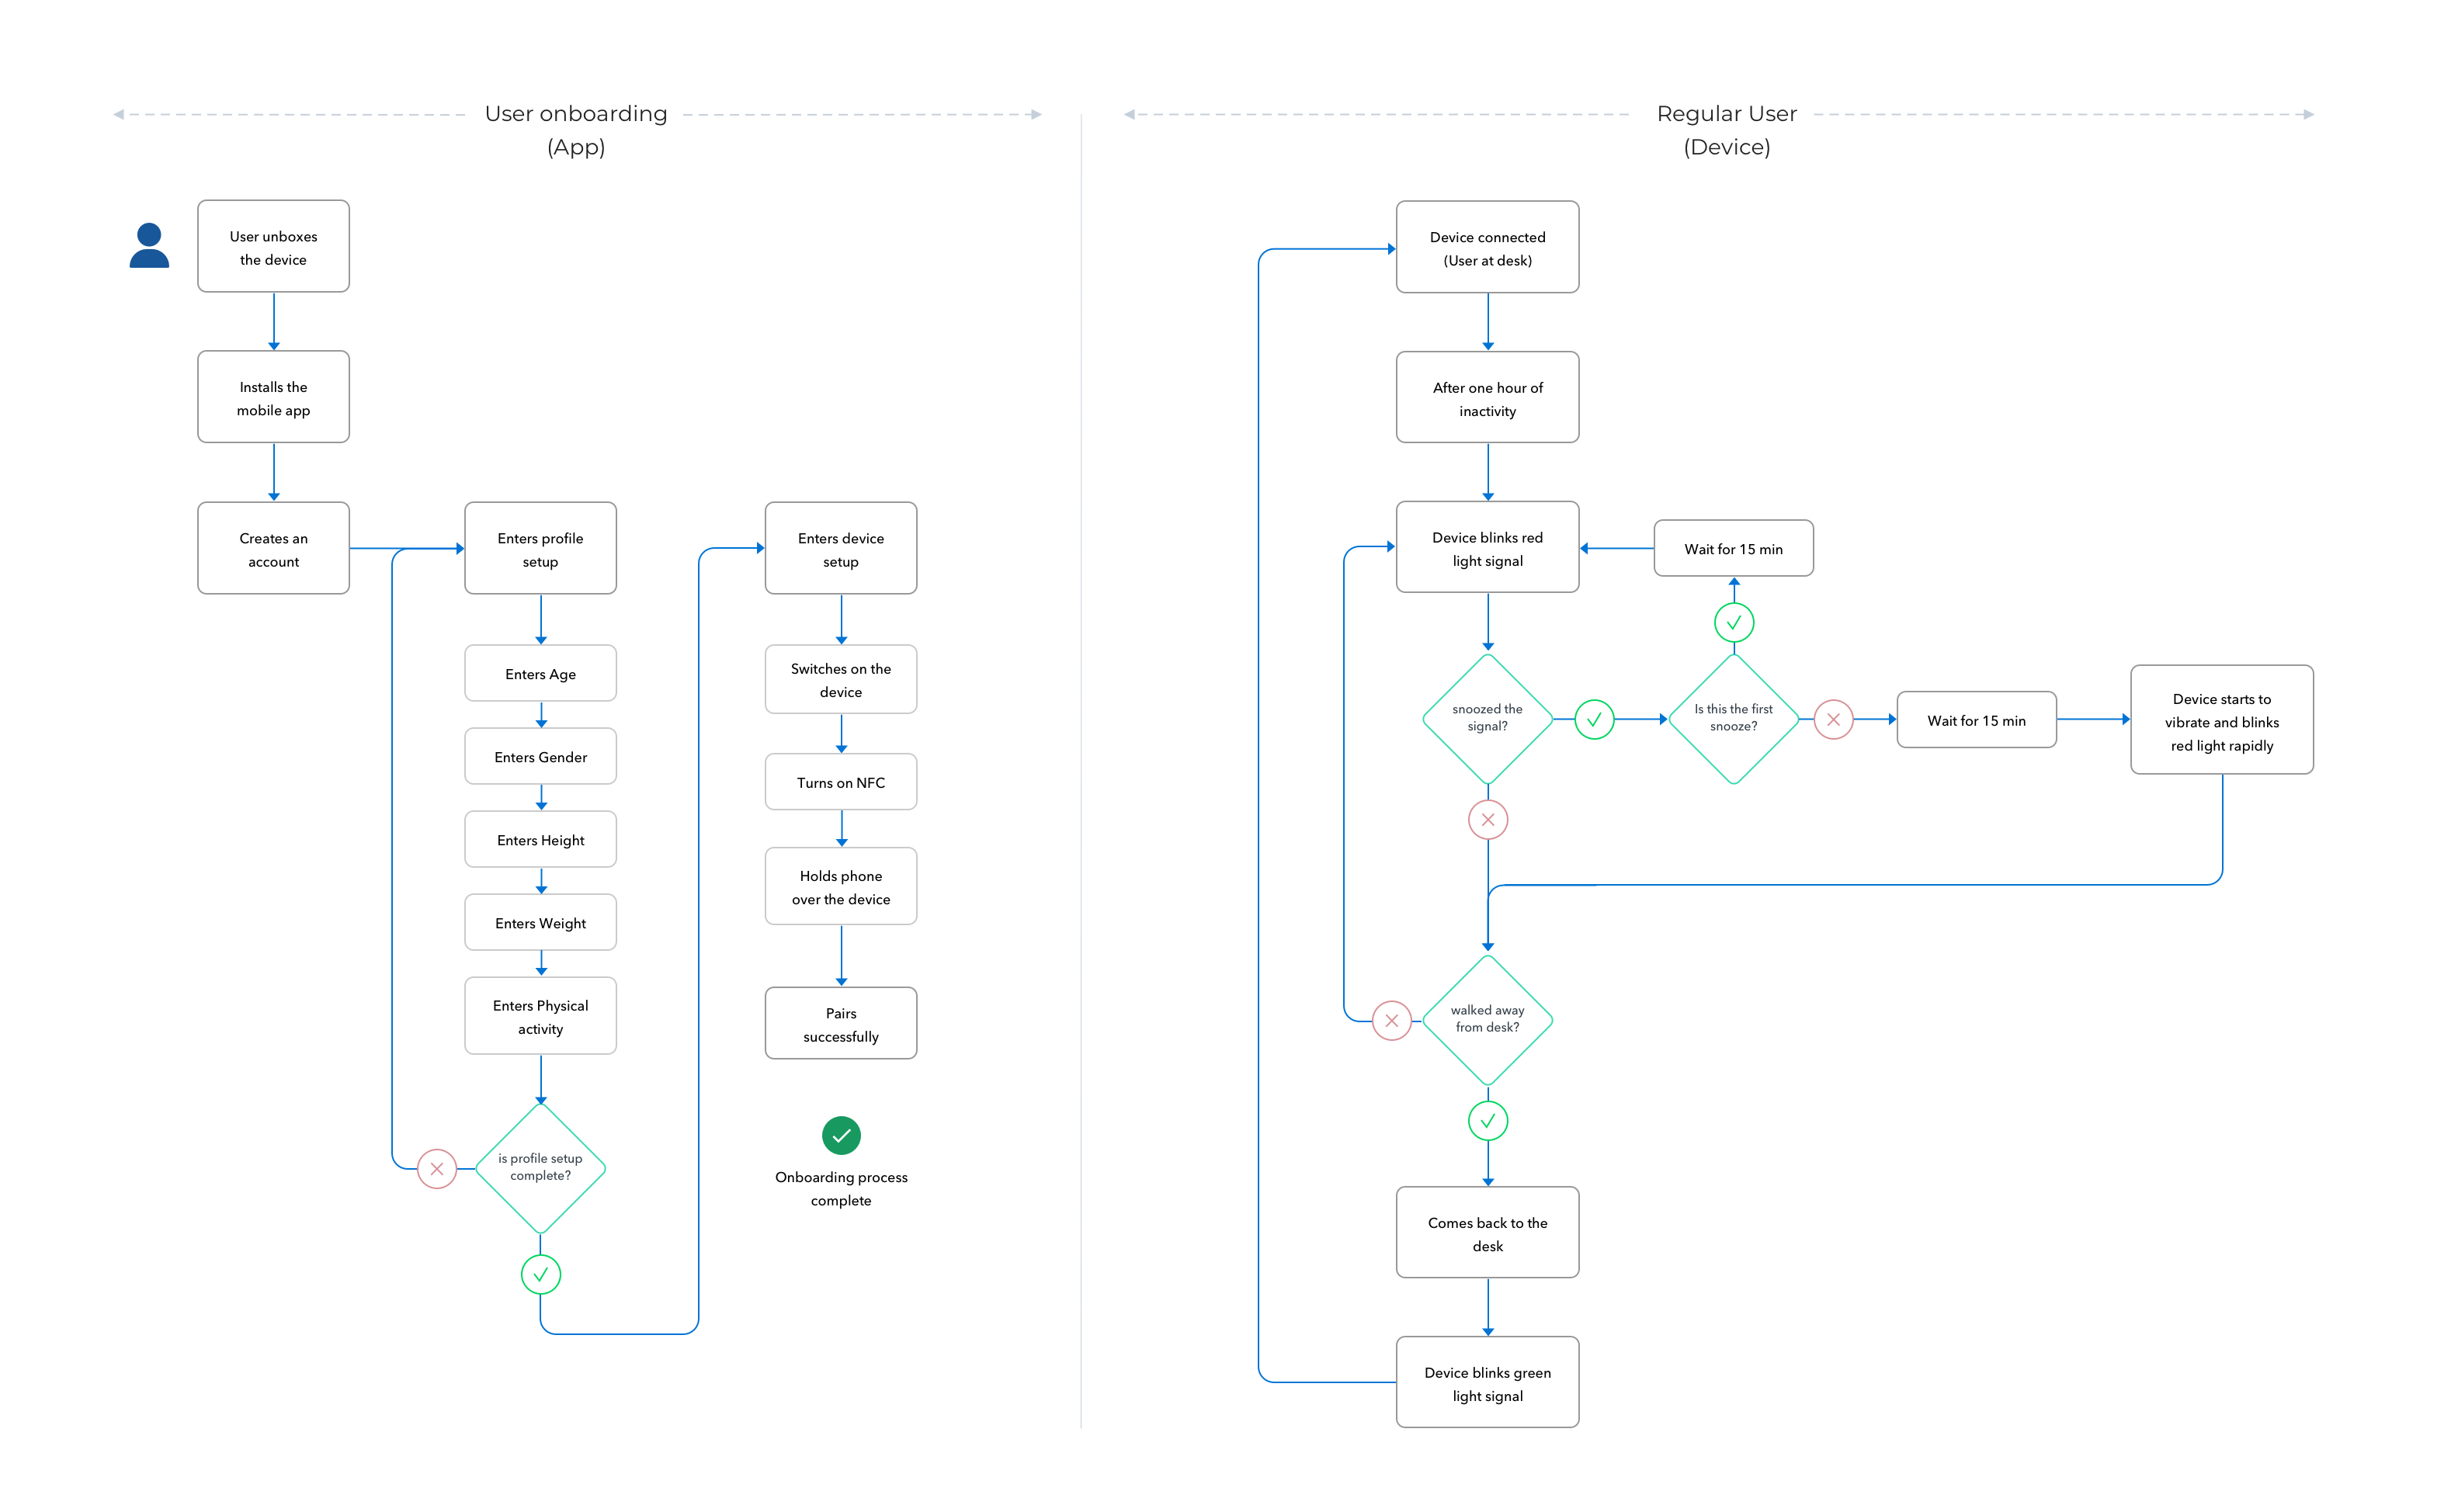 User onboarding
(App)
User unboxes
the device
Installs the
mobile app
Creates an
account
Enters profile
setup
Enters Age
Enters Gender
Enters Height
Enters Weight
Enters Physical
activity
is profile setup
complete?
Enters device
setup
Switches on the
device
Turns on NFC
Holds phone
over the device
Pairs
successfully
Onboarding process
complete
Regular User
(Device)
Device connected
(User at desk)
After one hour of
inactivity
Device blinks red
light signal
Wait for 15 min
snoozed the
signal?
Is this the first
snooze?
Wait for 15 min
Device starts to
vibrate and blinks
red light rapidly
walked away
from desk?
Comes back to the
desk
Device blinks green
light signal